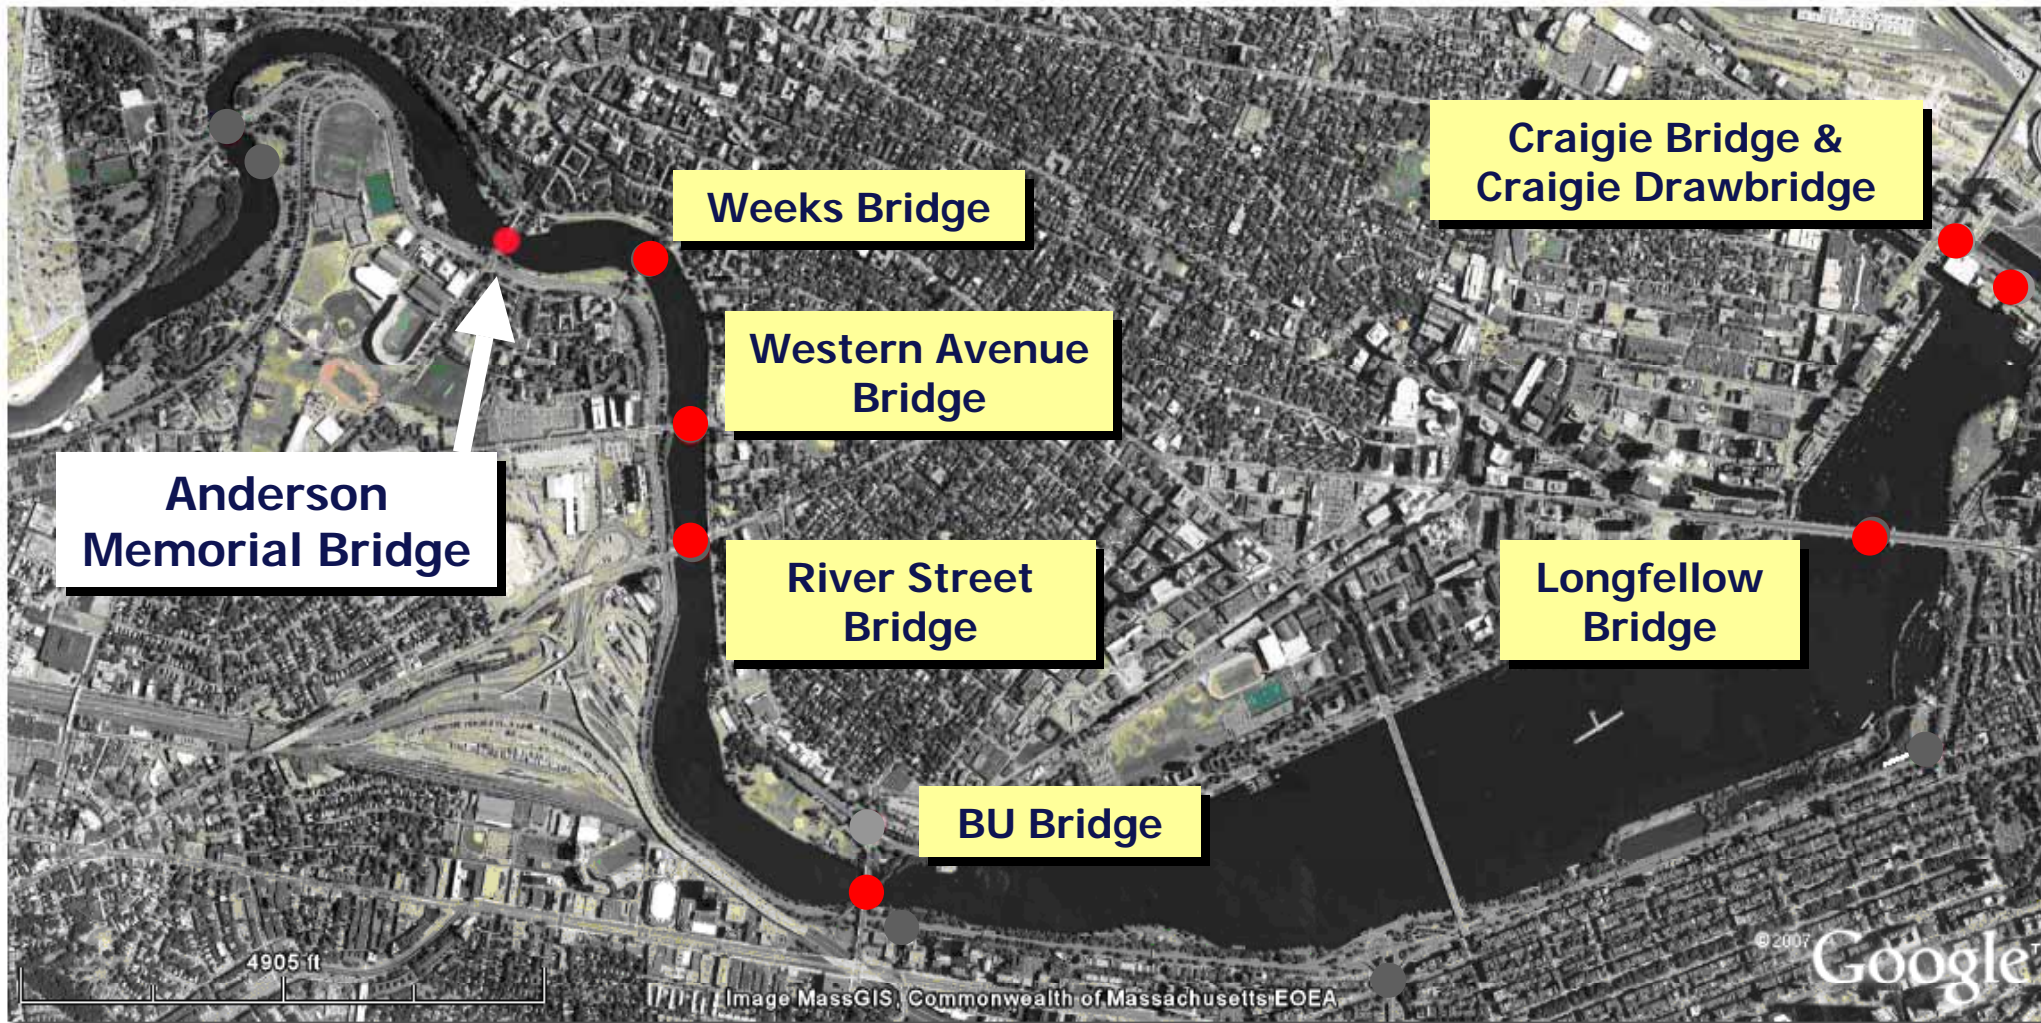 Craigie Bridge &
Craigie Drawbridge
Weeks Bridge
Western Avenue
Bridge
Anderson
Memorial Bridge
River Street
Bridge
Longfellow
Bridge
BU Bridge
4905 ft
Image MassGIS, Commonwealth of Massachusetts EOEA
© 2007 Google™